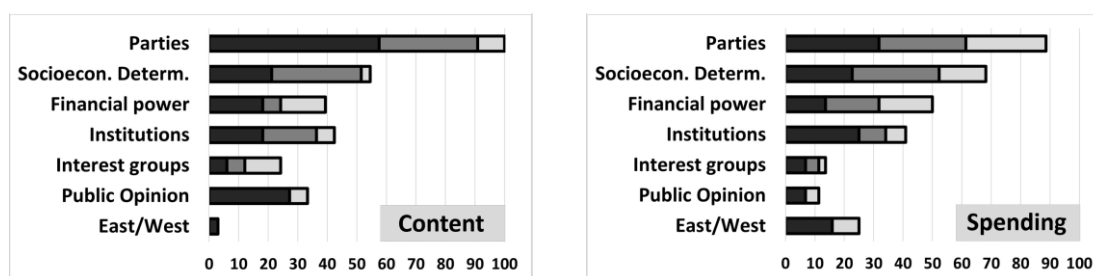 Parties
Socioecon. Determ.
Financial power
Institutions
Interest groups
Public Opinion
East/West
Content
0 10 20 30 40 50 60 70 80 90 100
Parties
Socioecon. Determ.
Financial power
Institutions
Interest groups
Public Opinion
East/West
Spending
0 10 20 30 40 50 60 70 80 90 100